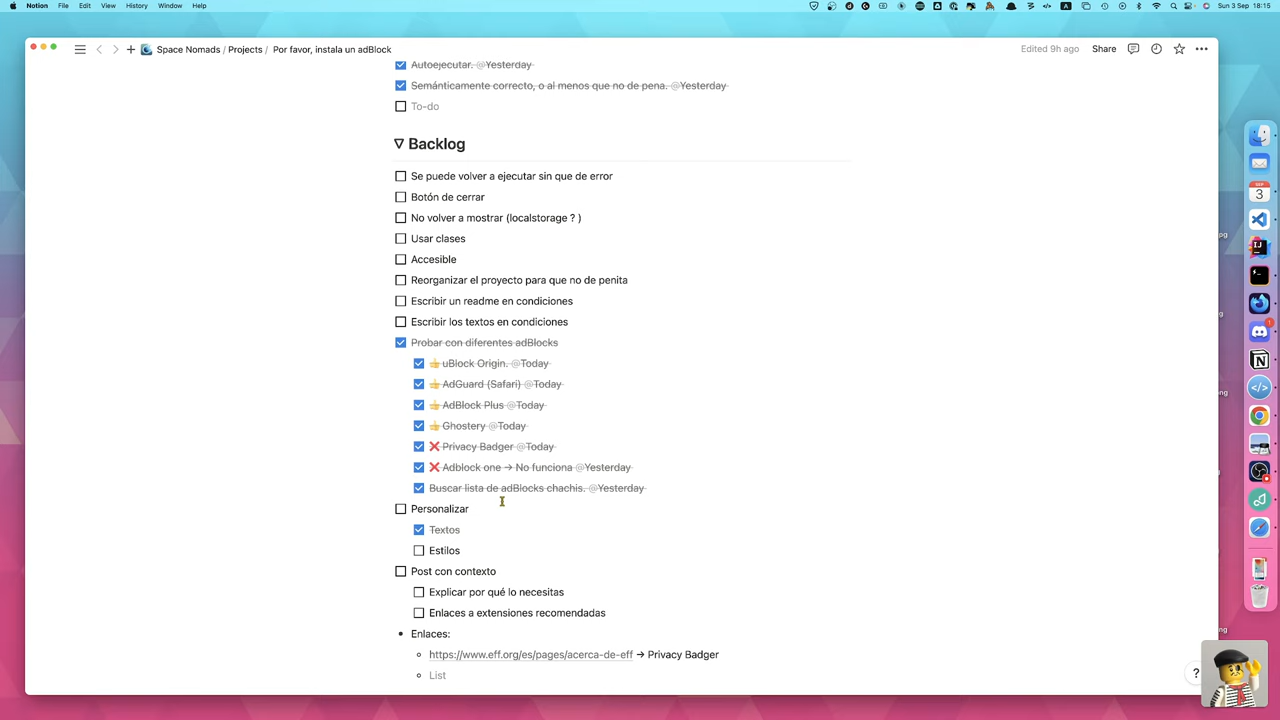 Notion File Edit View History Window Help
A
Sun 3 Sep 18:15
Space Nomads / Projects / Por favor, instala un adBlock
Edited 9h ago Share
Autoejecutar. @Yesterday
Semánticamente correcto, o al menos que no de pena. @Yesterday
To-do
Backlog
Se puede volver a ejecutar sin que de error
Botón de cerrar
No volver a mostrar (localstorage ? )
Usar clases
Accesible
Reorganizar el proyecto para que no de penita
Escribir un readme en condiciones
Escribir los textos en condiciones
Probar con diferentes adBlocks
👍 uBlock Origin. @Today
👍 AdGuard (Safari) @Today
👍 AdBlock Plus @Today
👍 Ghostery @Today
❌ Privacy Badger @Today
❌ Adblock one → No funciona @Yesterday
Buscar lista de adBlocks chachis. @Yesterday
Personalizar
Textos
Estilos
Post con contexto
Explicar por qué lo necesitas
Enlaces a extensiones recomendadas
Enlaces:
https://www.eff.org/es/pages/acerca-de-eff → Privacy Badger
List
?
SEP
3
1
pg
ng